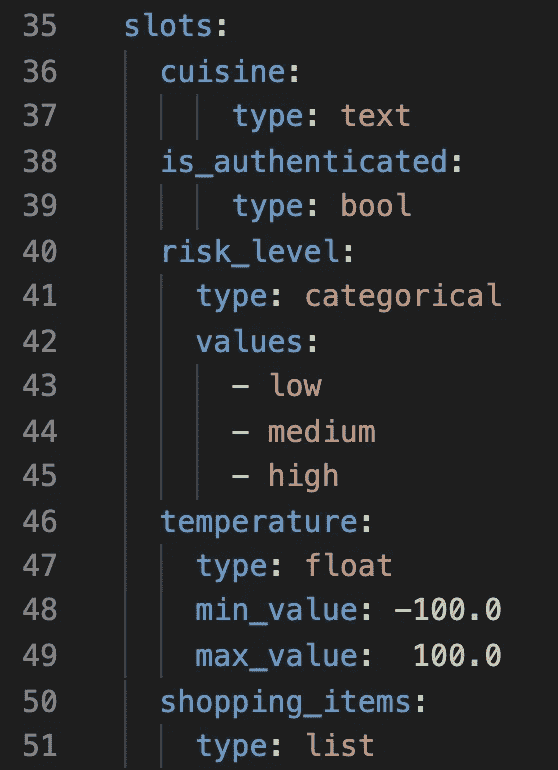 35 slots:
36 cuisine:
37 type: text
38 is_authenticated:
39 type: bool
40 risk_level:
41 type: categorical
42 values:
43 - low
44 - medium
45 - high
46 temperature:
47 type: float
48 min_value: -100.0
49 max_value:  100.0
50 shopping_items:
51 type: list